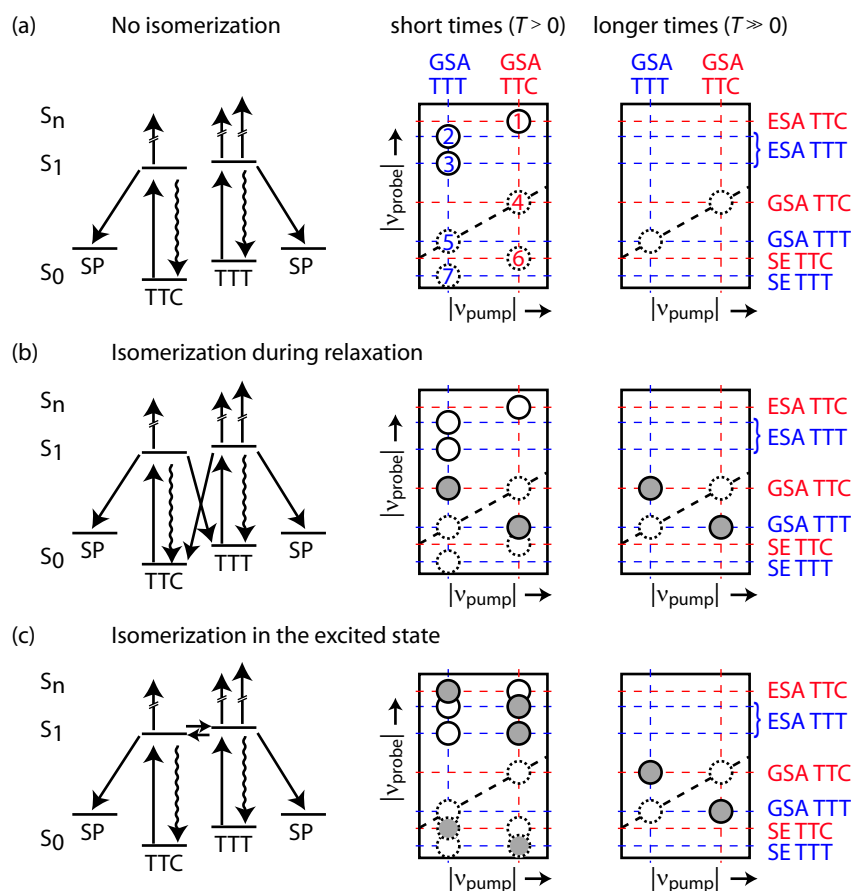 (a) No isomerization short times (T > 0) longer times (T ≫ 0)
GSA GSA GSA GSA
TTT TTC TTT TTC
Sn
S1
S0
SP TTC TTT SP
|νprobe|
1
2
3
4
5
6
7
|νpump| |νpump|
ESA TTC
ESA TTT
GSA TTC
GSA TTT
SE TTC
SE TTT
(b) Isomerization during relaxation
Sn
S1
S0
SP TTC TTT SP
|νprobe|
|νpump| |νpump|
ESA TTC
ESA TTT
GSA TTC
GSA TTT
SE TTC
SE TTT
(c) Isomerization in the excited state
Sn
S1
S0
SP TTC TTT SP
|νprobe|
|νpump| |νpump|
ESA TTC
ESA TTT
GSA TTC
GSA TTT
SE TTC
SE TTT